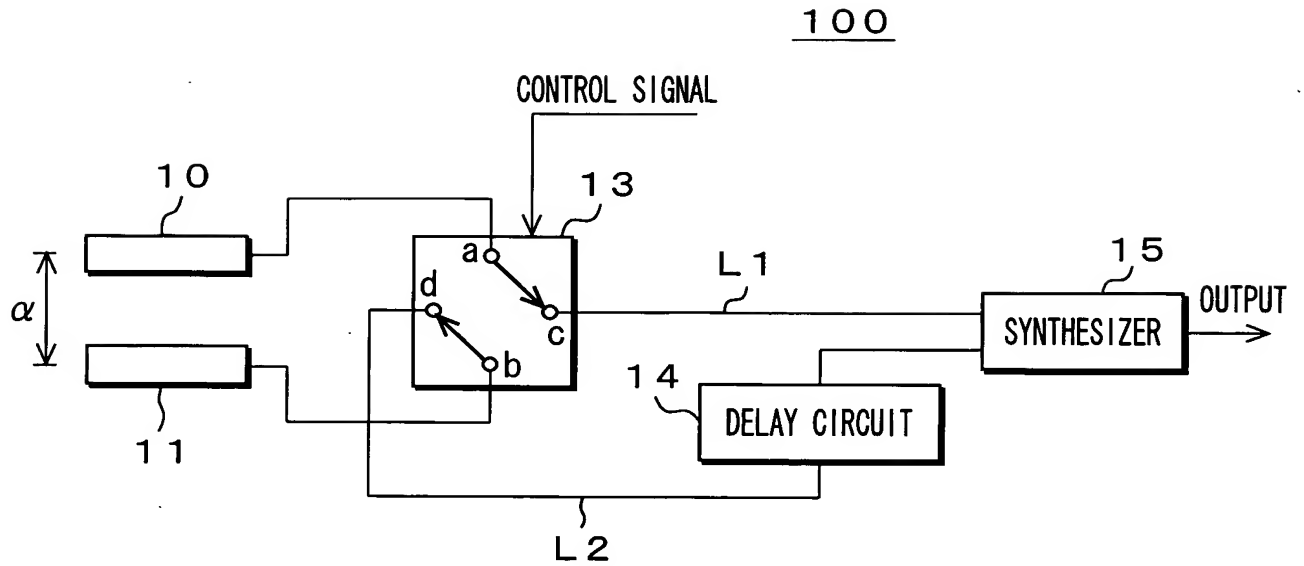 100
CONTROL SIGNAL
10
13
a
d
c
b
α
L1
15
SYNTHESIZER
OUTPUT
14
DELAY CIRCUIT
11
L2